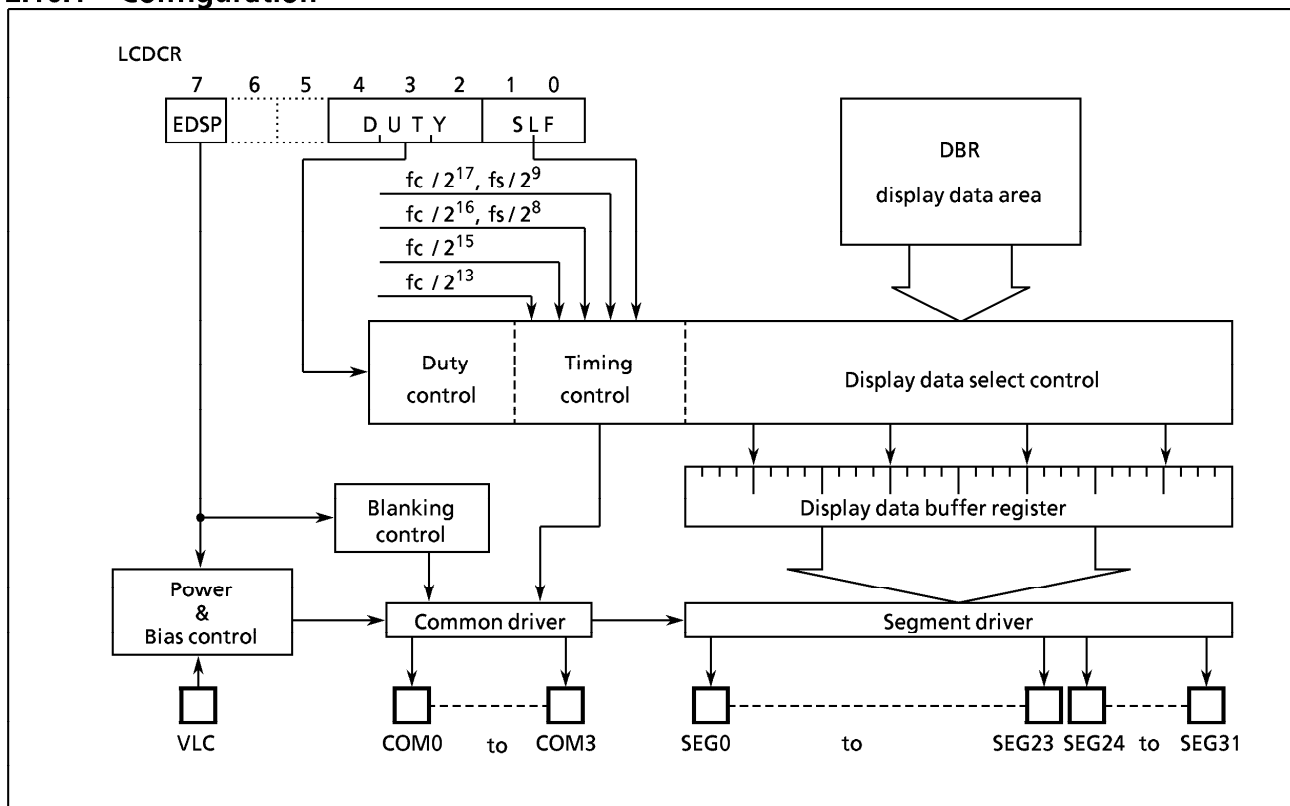 Configuration
LCDCR
7 6 5 4 3 2 1 0
EDSP DUTY SLF
fc / 2^17, fs / 2^9
fc / 2^16, fs / 2^8
fc / 2^15
fc / 2^13
DBR
display data area
Duty
control
Timing
control
Display data select control
Display data buffer register
Blanking
control
Power
&
Bias control
Common driver
Segment driver
VLC COM0 to COM3 SEG0 to SEG23 SEG24 to SEG31